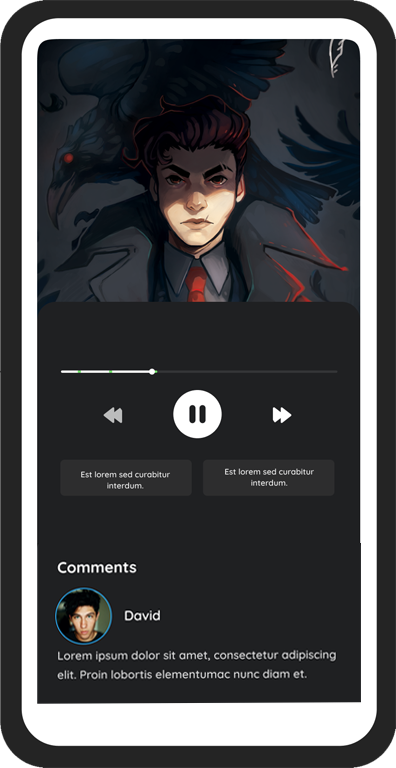 Est lorem sed curabitur
interdum.
Est lorem sed curabitur
interdum.
Comments
David
Lorem ipsum dolor sit amet, consectetur adipiscing
elit. Proin lobortis elementumac nunc diam et.